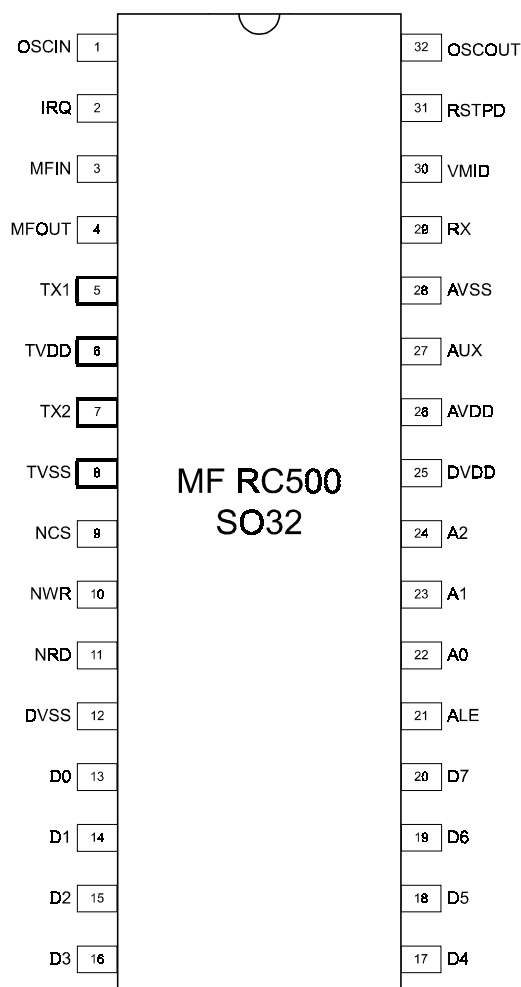 OSCIN 1 32 OSCOUT
IRQ 2 31 RSTPD
MFIN 3 30 VMID
MFOUT 4 29 RX
TX1 5 28 AVSS
TVDD 6 27 AUX
TX2 7 26 AVDD
TVSS 8 25 DVDD
MF RC500
SO32
NCS 9 24 A2
NWR 10 23 A1
NRD 11 22 A0
DVSS 12 21 ALE
D0 13 20 D7
D1 14 19 D6
D2 15 18 D5
D3 16 17 D4